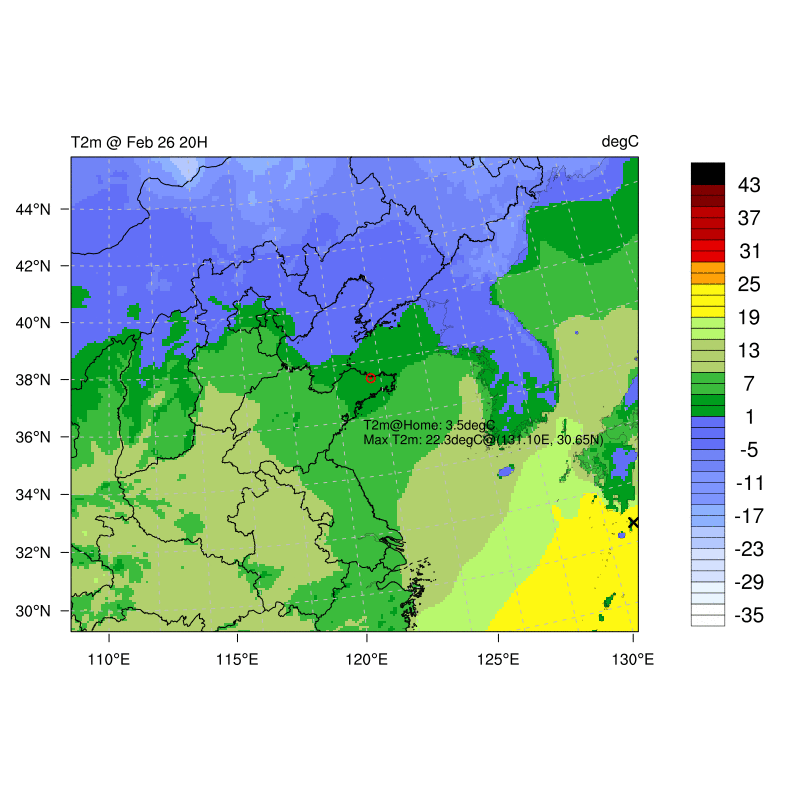 T2m @ Feb 26 20H
degC
44°N
42°N
40°N
38°N
36°N
34°N
32°N
30°N
110°E
115°E
120°E
125°E
130°E
T2m@Home: 3.5degC
Max T2m: 22.3degC@(131.10E, 30.65N)
43
37
31
25
19
13
7
1
-5
-11
-17
-23
-29
-35